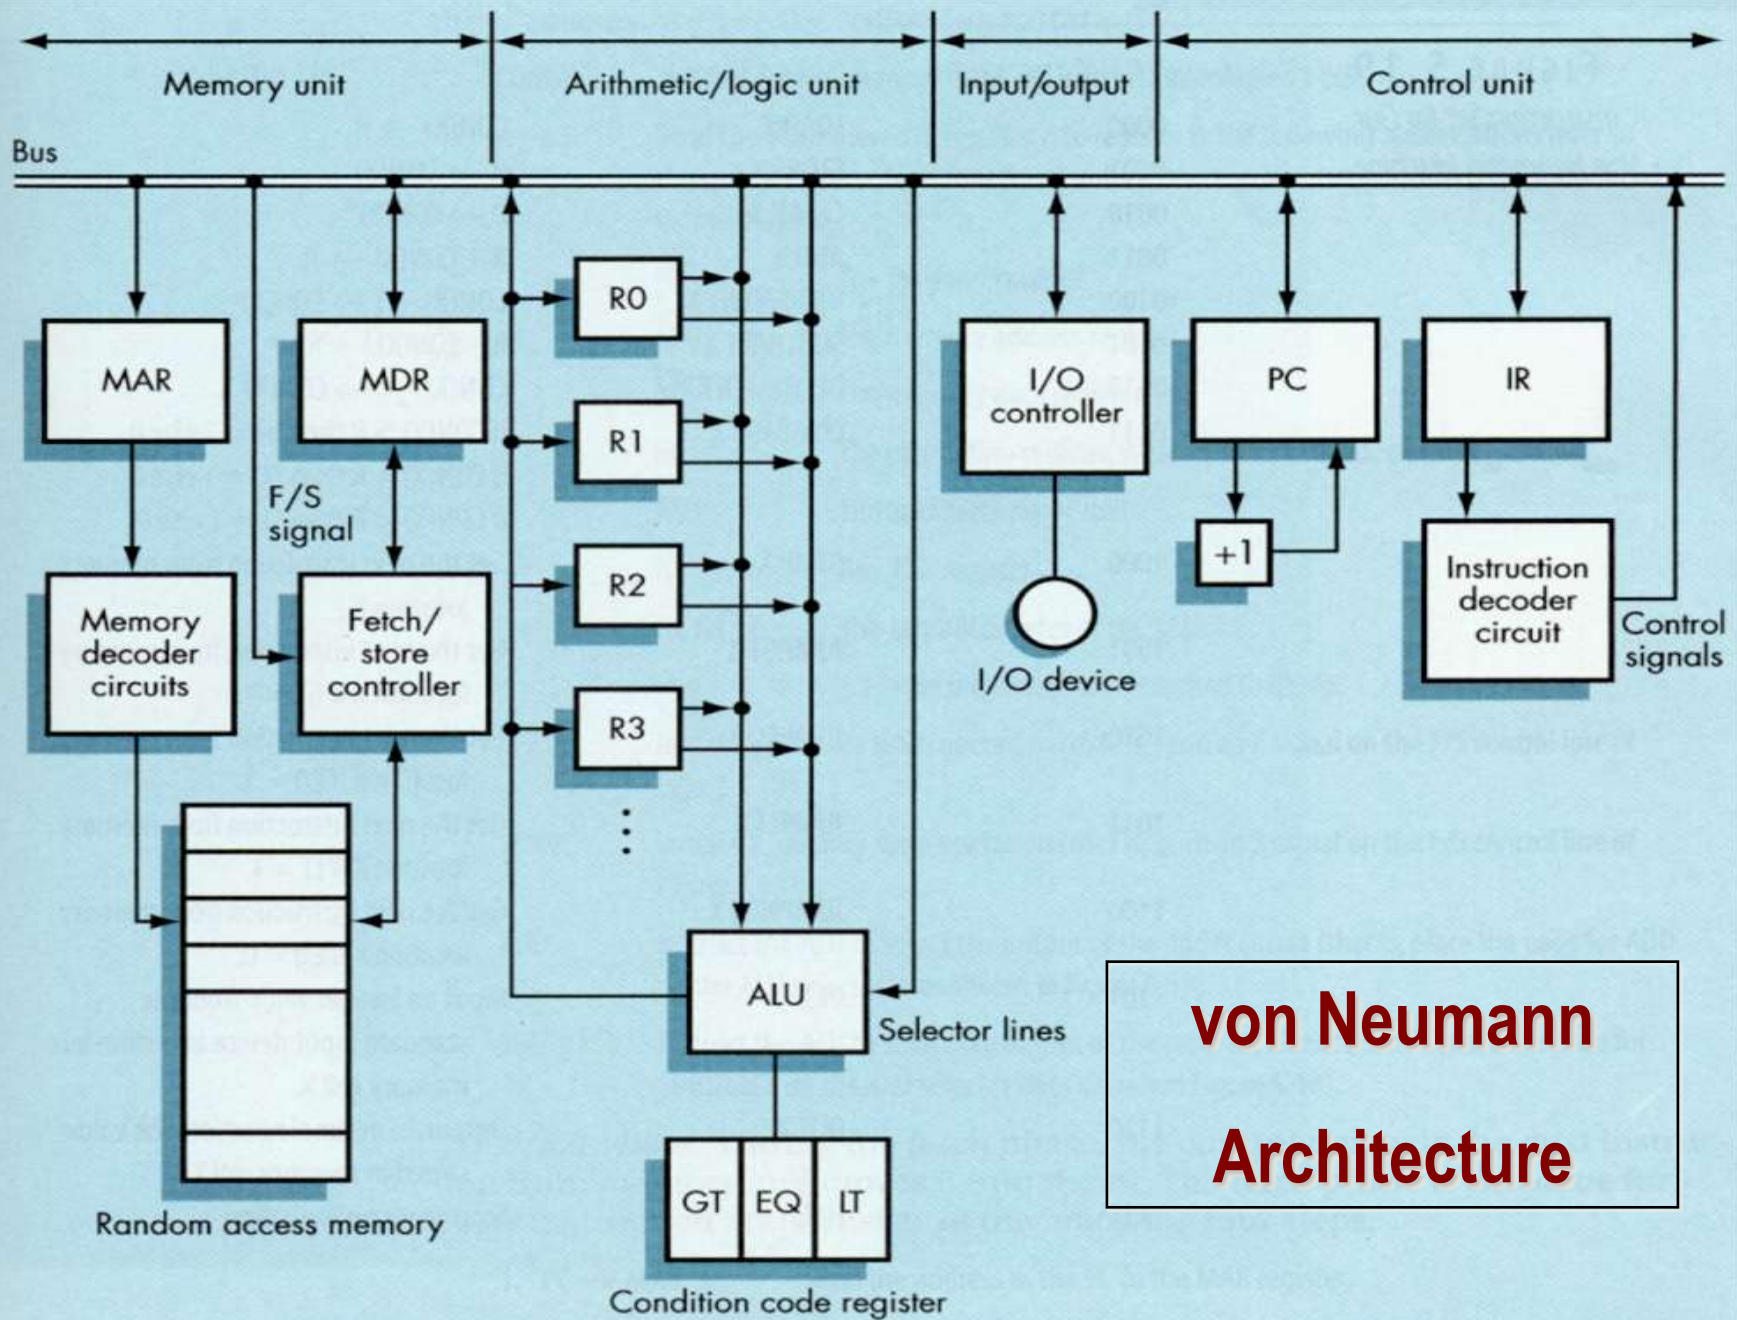 Memory unit
Arithmetic/logic unit
Input/output
Control unit
Bus
MAR
MDR
R0
R1
R2
R3
I/O
controller
PC
IR
F/S
signal
+1
Memory
decoder
circuits
Fetch/
store
controller
Instruction
decoder
circuit
Control
signals
I/O device
ALU
Selector lines
GT EQ LT
Random access memory
Condition code register
von Neumann
Architecture